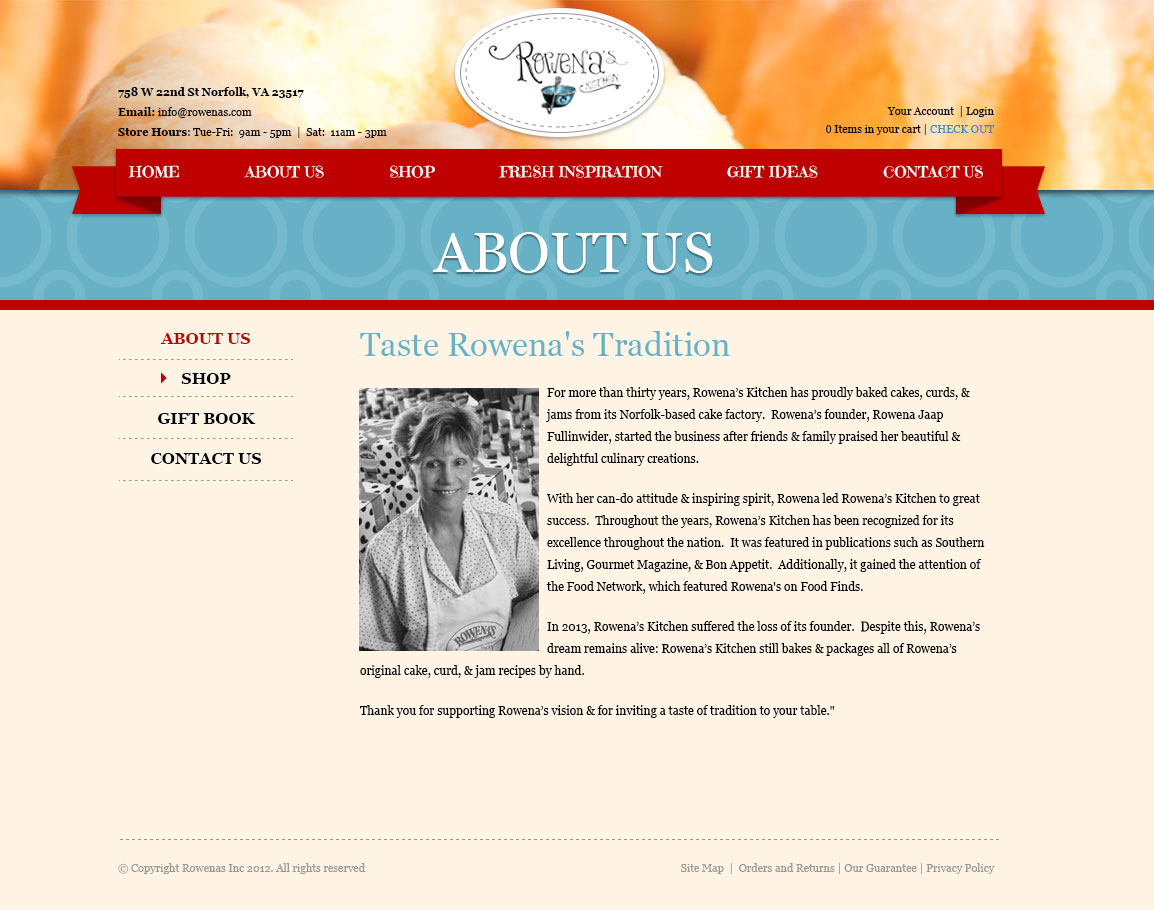 Rowena's
KITCHEN
758 W 22nd St Norfolk, VA 23517
Email: info@rowenas.com
Store Hours: Tue-Fri:  9am - 5pm  |  Sat:  11am - 3pm
Your Account  | Login
0 Items in your cart | CHECK OUT
HOME ABOUT US SHOP FRESH INSPIRATION GIFT IDEAS CONTACT US
ABOUT US
ABOUT US
SHOP
GIFT BOOK
CONTACT US
Taste Rowena's Tradition
For more than thirty years, Rowena’s Kitchen has proudly baked cakes, curds, &
jams from its Norfolk-based cake factory.  Rowena’s founder, Rowena Jaap
Fullinwider, started the business after friends & family praised her beautiful &
delightful culinary creations.
With her can-do attitude & inspiring spirit, Rowena led Rowena’s Kitchen to great
success.  Throughout the years, Rowena’s Kitchen has been recognized for its
excellence throughout the nation.  It was featured in publications such as Southern
Living, Gourmet Magazine, & Bon Appetit.  Additionally, it gained the attention of
the Food Network, which featured Rowena's on Food Finds.
In 2013, Rowena’s Kitchen suffered the loss of its founder.  Despite this, Rowena’s
dream remains alive: Rowena’s Kitchen still bakes & packages all of Rowena’s
original cake, curd, & jam recipes by hand.
Thank you for supporting Rowena’s vision & for inviting a taste of tradition to your table."
ROWENA'S
© Copyright Rowenas Inc 2012. All rights reserved
Site Map  |  Orders and Returns | Our Guarantee | Privacy Policy